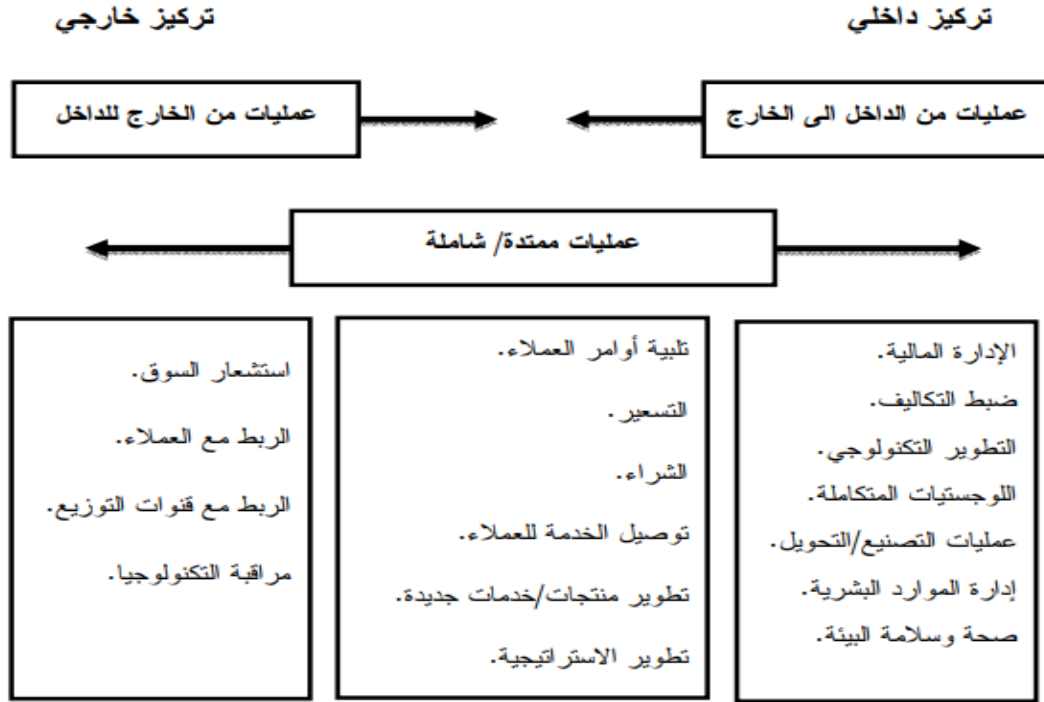 تركيز داخلي
تركيز خارجي
عمليات من الداخل الى الخارج
عمليات من الخارج للداخل
عمليات ممتدة/ شاملة
الإدارة المالية.
ضبط التكاليف.
التطوير التكنولوجي.
اللوجستيات المتكاملة.
عمليات التصنيع/التحويل.
إدارة الموارد البشرية.
صحة وسلامة البيئة.
تلبية أوامر العملاء.
التسعير.
الشراء.
توصيل الخدمة للعملاء.
تطوير منتجات/خدمات جديدة.
تطوير الاستراتيجية.
استشعار السوق.
الربط مع العملاء.
الربط مع قنوات التوزيع.
مراقبة التكنولوجيا.